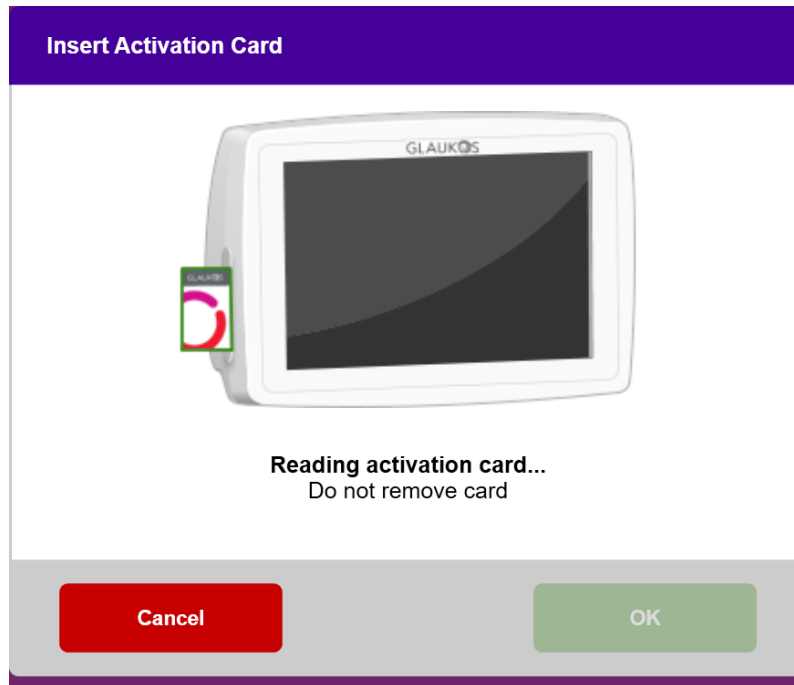 Insert Activation Card
GLAUKOS
GLAUKOS
Reading activation card...
Do not remove card
Cancel
OK